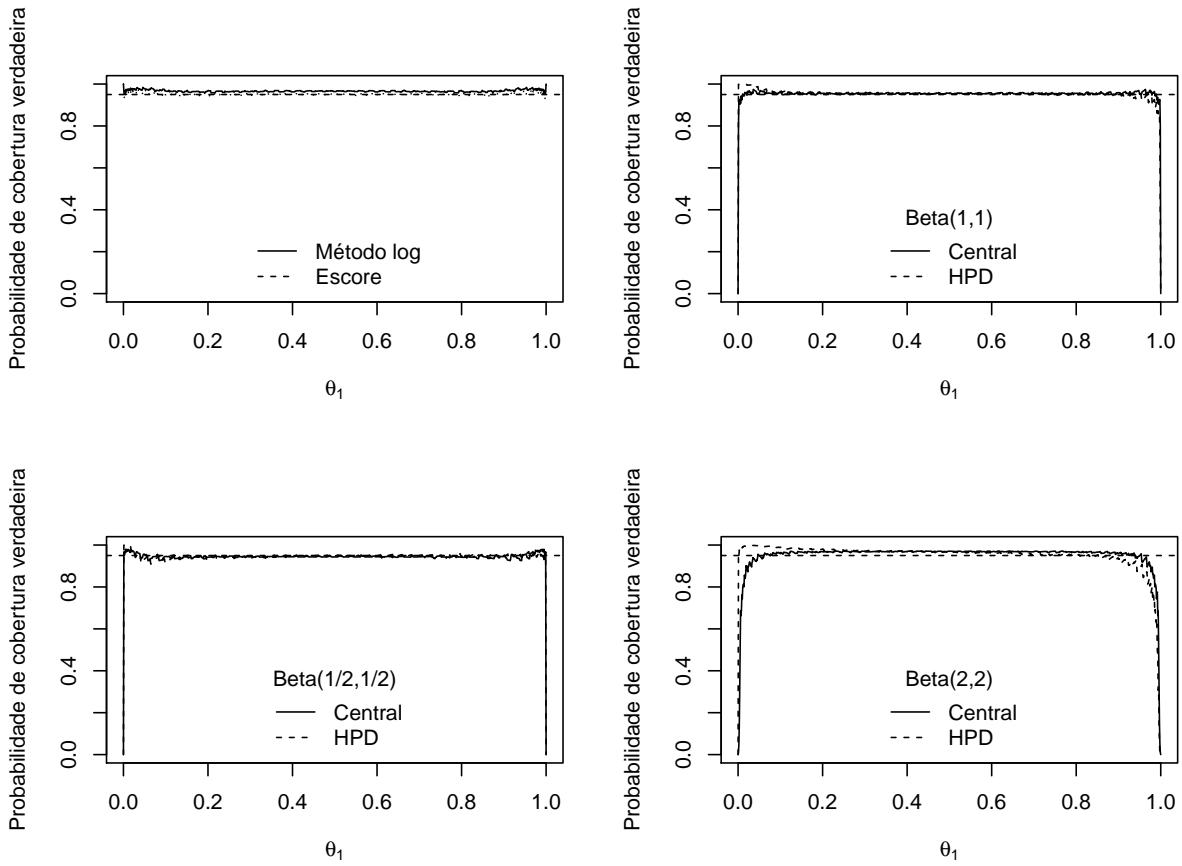 Probabilidade de cobertura verdadeira
0.0 0.4 0.8
Método log
Escore
0.0 0.2 0.4 0.6 0.8 1.0
θ1
Probabilidade de cobertura verdadeira
0.0 0.4 0.8
Beta(1,1)
Central
HPD
0.0 0.2 0.4 0.6 0.8 1.0
θ1
Probabilidade de cobertura verdadeira
0.0 0.4 0.8
Beta(1/2,1/2)
Central
HPD
0.0 0.2 0.4 0.6 0.8 1.0
θ1
Probabilidade de cobertura verdadeira
0.0 0.4 0.8
Beta(2,2)
Central
HPD
0.0 0.2 0.4 0.6 0.8 1.0
θ1